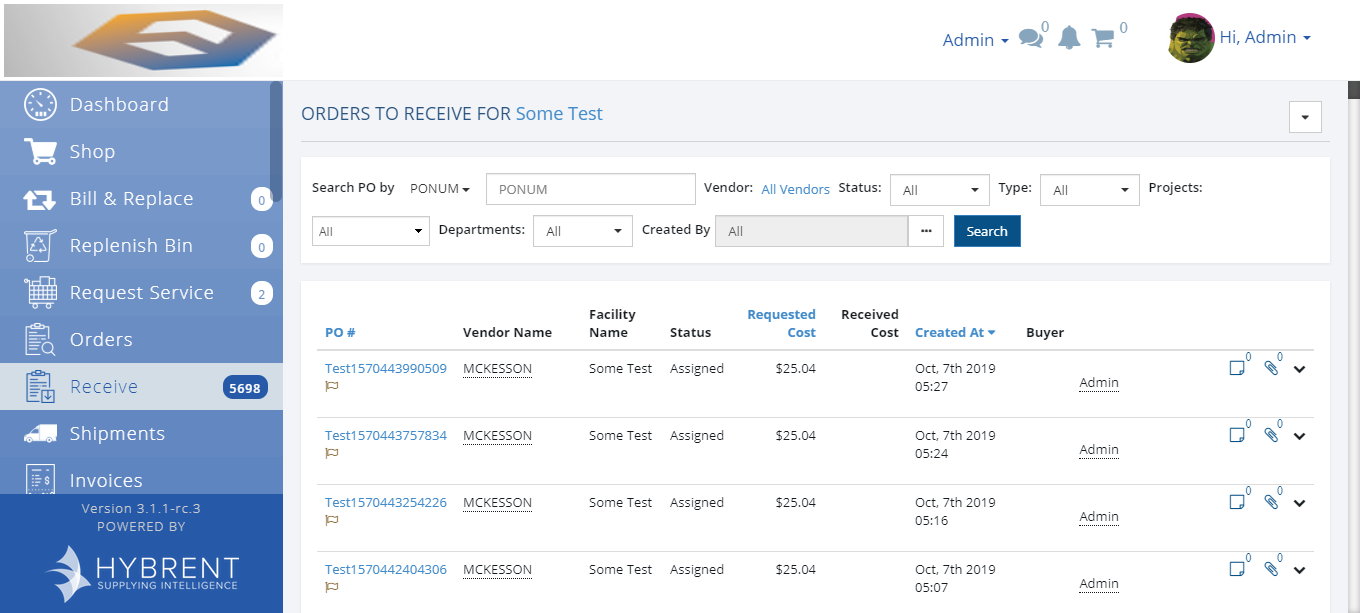 Admin 0 0 Hi, Admin
Dashboard
Shop
Bill & Replace 0
Replenish Bin 0
Request Service 2
Orders
Receive 5698
Shipments
Invoices
Version 3.1.1-rc.3
POWERED BY
HYBRENT
SUPPLYING INTELLIGENCE
ORDERS TO RECEIVE FOR Some Test
Search PO by PONUM PONUM Vendor: All Vendors Status: All Type: All Projects:
All Departments: All Created By All ... Search
PO # Vendor Name Facility Name Status Requested Cost Received Cost Created At Buyer
Test1570443990509 MCKESSON Some Test Assigned $25.04 Oct, 7th 2019 0 0
05:27 Admin
Test1570443757834 MCKESSON Some Test Assigned $25.04 Oct, 7th 2019 0 0
05:24 Admin
Test1570443254226 MCKESSON Some Test Assigned $25.04 Oct, 7th 2019 0 0
05:16 Admin
Test1570442404306 MCKESSON Some Test Assigned $25.04 Oct, 7th 2019 0 0
05:07 Admin